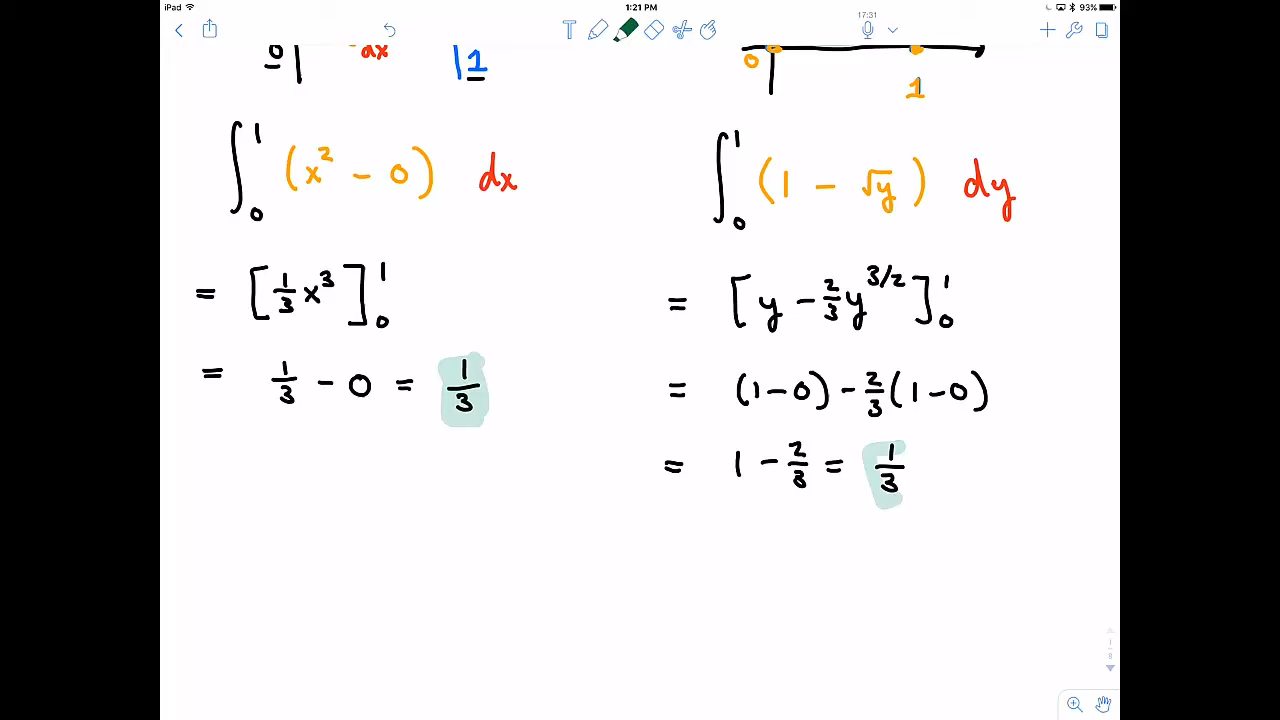 iPad 1:21 PM 93%
17:31
T
0 dx 1
0 1
∫₀¹ (x² − 0) dx
= [⅓x³]₀¹
= 1/3 − 0 = 1/3
∫₀¹ (1 − √y) dy
= [y − 2/3 y^3/2]₀¹
= (1−0) − 2/3 (1−0)
= 1 − 2/3 = 1/3